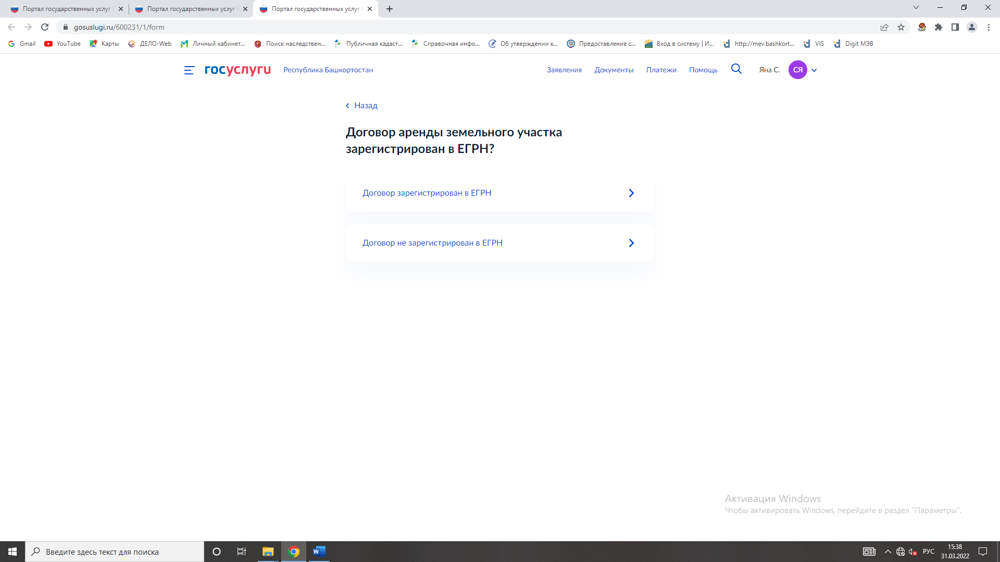 Портал государственных услуг
Портал государственных услуг
Портал государственных услуг
gosuslugi.ru/600231/1/form
Gmail
YouTube
Карты
ДЕЛО-Web
Личный кабинет...
Поиск наследствен...
Публичная кадаст...
Справочная инфо...
Об утверждении к...
Предоставление с...
Вход в систему | И...
http://mev.bashkort...
VIS
Digit МЭВ
госуслуги
Республика Башкортостан
Заявления
Документы
Платежи
Помощь
Яна С.
СЯ
Назад
Договор аренды земельного участка
зарегистрирован в ЕГРН?
Договор зарегистрирован в ЕГРН
Договор не зарегистрирован в ЕГРН
Активация Windows
Чтобы активировать Windows, перейдите в раздел "Параметры".
Введите здесь текст для поиска
РУС
15:38
31.03.2022